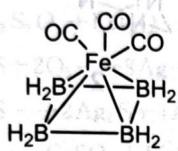 OC CO CO
Fe
H₂B BH₂
H₂B BH₂